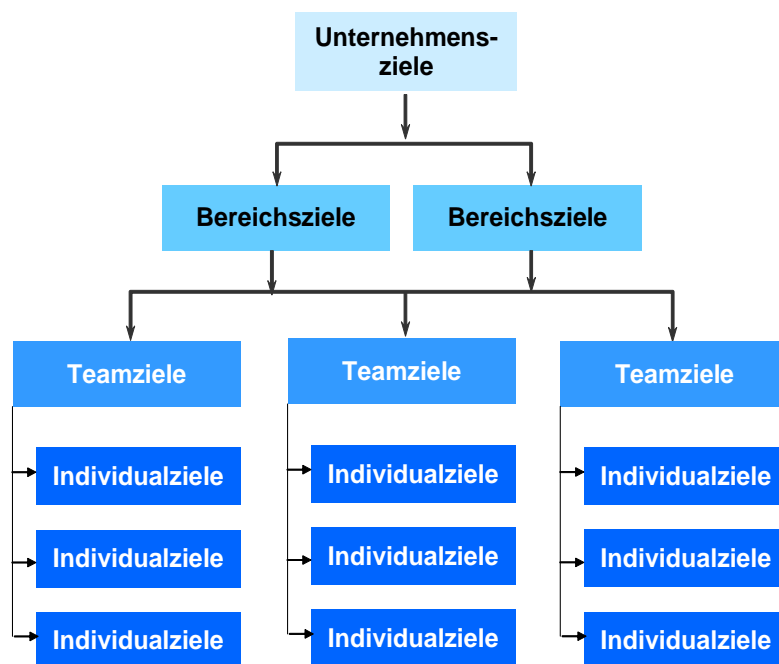 Unternehmens-
ziele
Bereichsziele
Bereichsziele
Teamziele
Teamziele
Teamziele
Individualziele
Individualziele
Individualziele
Individualziele
Individualziele
Individualziele
Individualziele
Individualziele
Individualziele